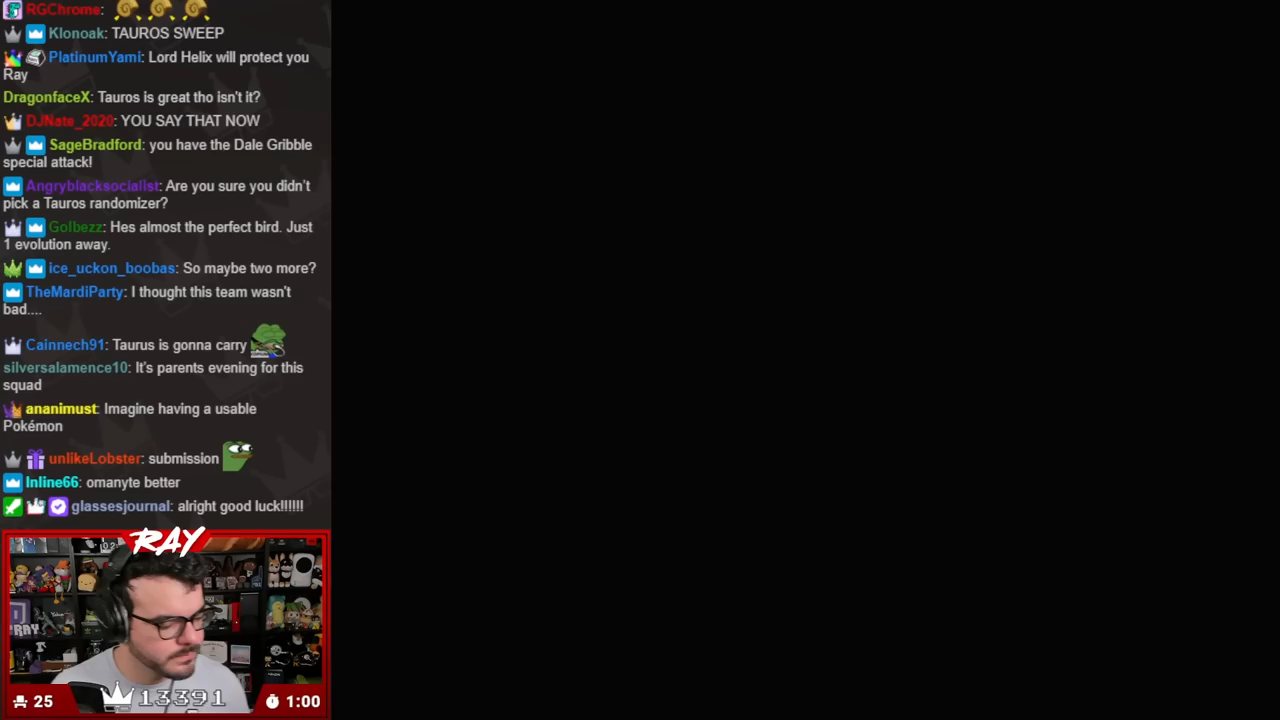 RGChrome:
Klonoak: TAUROS SWEEP
PlatinumYami: Lord Helix will protect you
Ray
DragonfaceX: Tauros is great tho isn't it?
DJNate_2020: YOU SAY THAT NOW
SageBradford: you have the Dale Gribble
special attack!
Angryblacksocialist: Are you sure you didn't
pick a Tauros randomizer?
Golbezz: Hes almost the perfect bird. Just
1 evolution away.
ice_uckon_boobas: So maybe two more?
TheMardiParty: I thought this team wasn't
bad....
Cainnech91: Taurus is gonna carry
silversalamence10: It's parents evening for this
squad
ananimust: Imagine having a usable
Pokémon
unlikeLobster: submission
Inline66: omanyte better
glassesjournal: alright good luck!!!!!!
RAY
25
13391
1:00